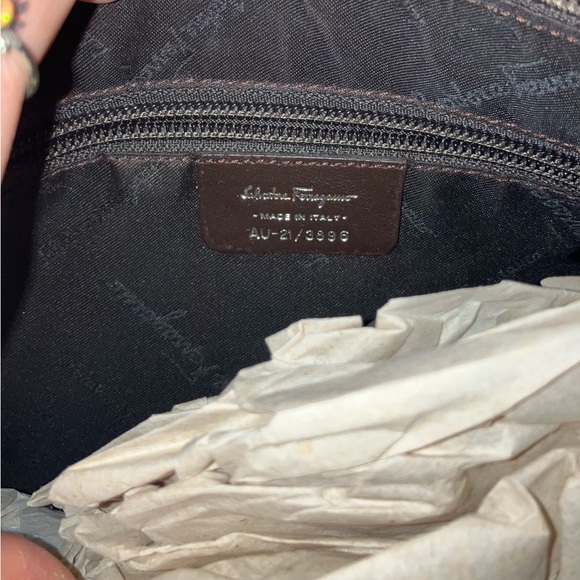 Salvatore Ferragamo
- MADE IN ITALY -
AU-21/3896